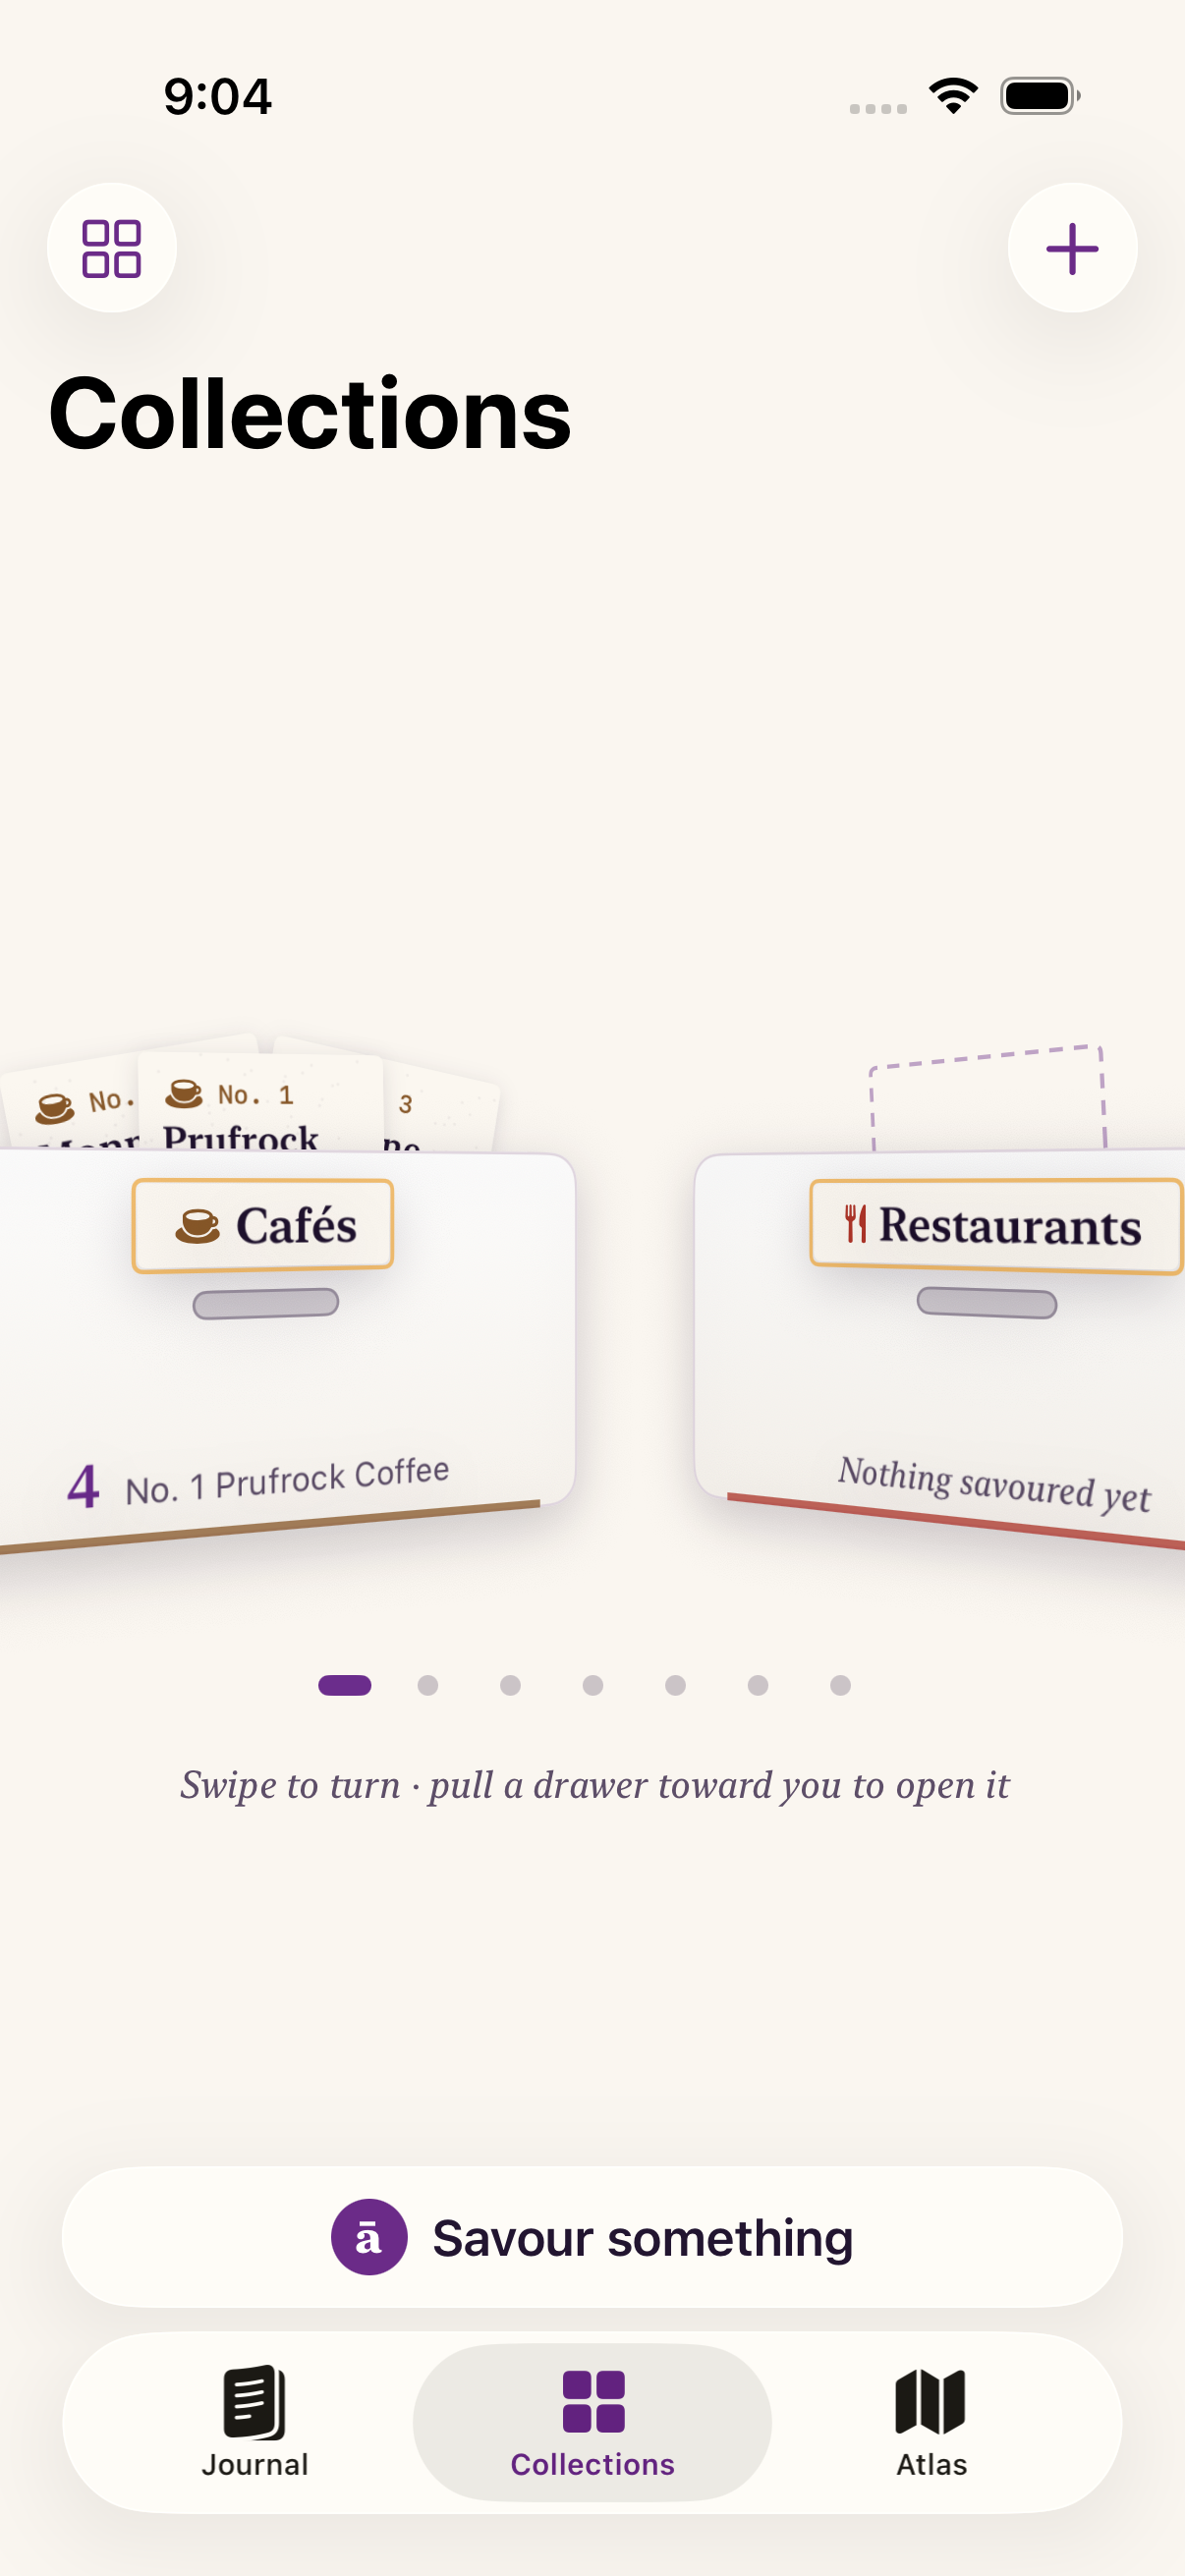 9:04
Collections
No.
No. 1
3
Prufrock
Cafés
Restaurants
4 No. 1 Prufrock Coffee
Nothing savoured yet
Swipe to turn · pull a drawer toward you to open it
ā Savour something
Journal
Collections
Atlas